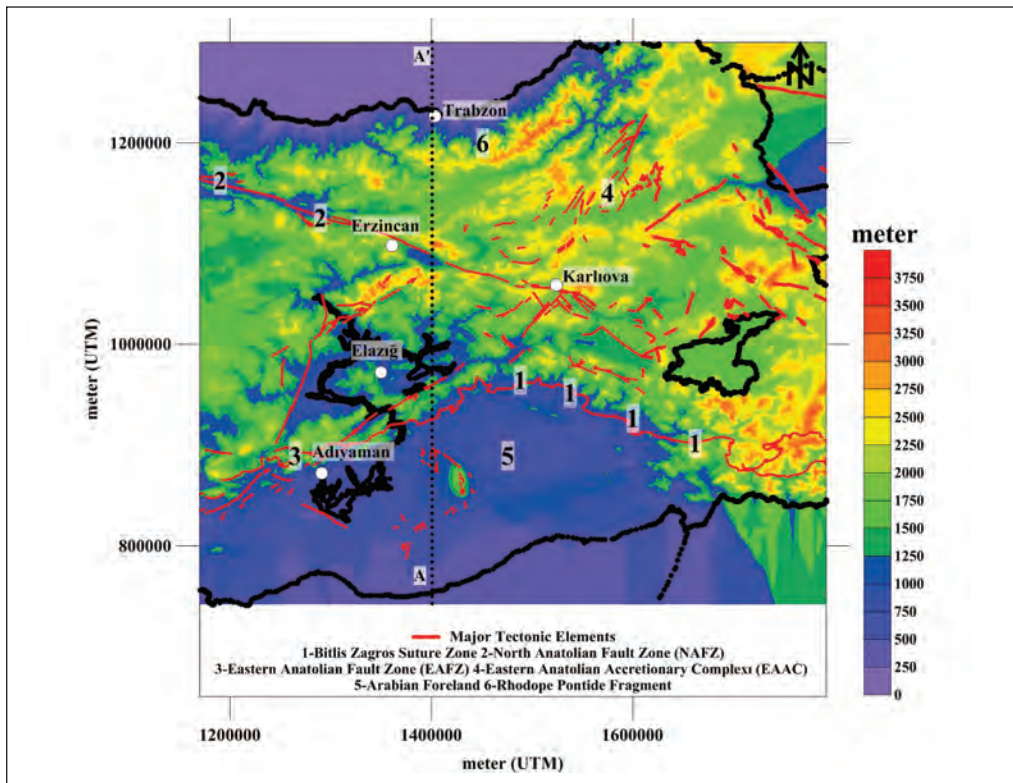 A'
N
Trabzon
6
1200000
2
4
2
Erzincan
meter
3750
Karlıova
3500
3250
1000000
3000
Elazığ
2750
1
1
2500
1
1
2250
2000
3
Adıyaman
5
1750
1500
1250
1000
800000
750
A
500
250
0
meter (UTM)
Major Tectonic Elements
1-Bitlis Zagros Suture Zone 2-North Anatolian Fault Zone (NAFZ)
3-Eastern Anatolian Fault Zone (EAFZ) 4-Eastern Anatolian Accretionary Complexı (EAAC)
5-Arabian Foreland 6-Rhodope Pontide Fragment
1200000 1400000 1600000
meter (UTM)